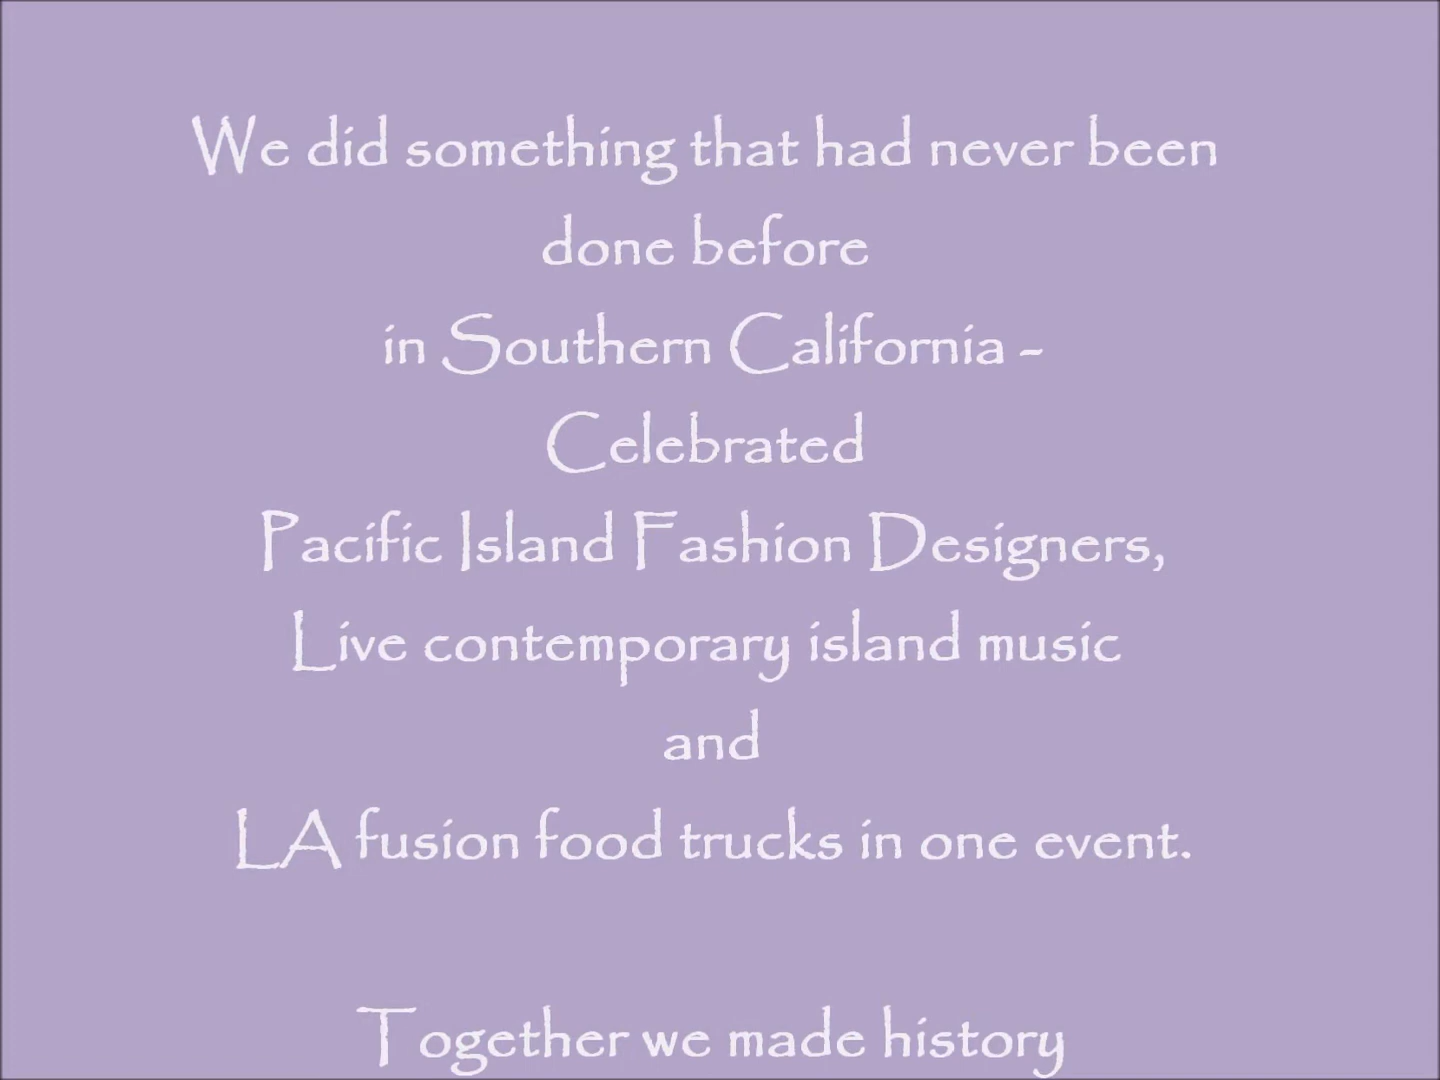 We did something that had never been
done before
in Southern California -
Celebrated
Pacific Island Fashion Designers,
Live contemporary island music
and
LA fusion food trucks in one event.
Together we made history